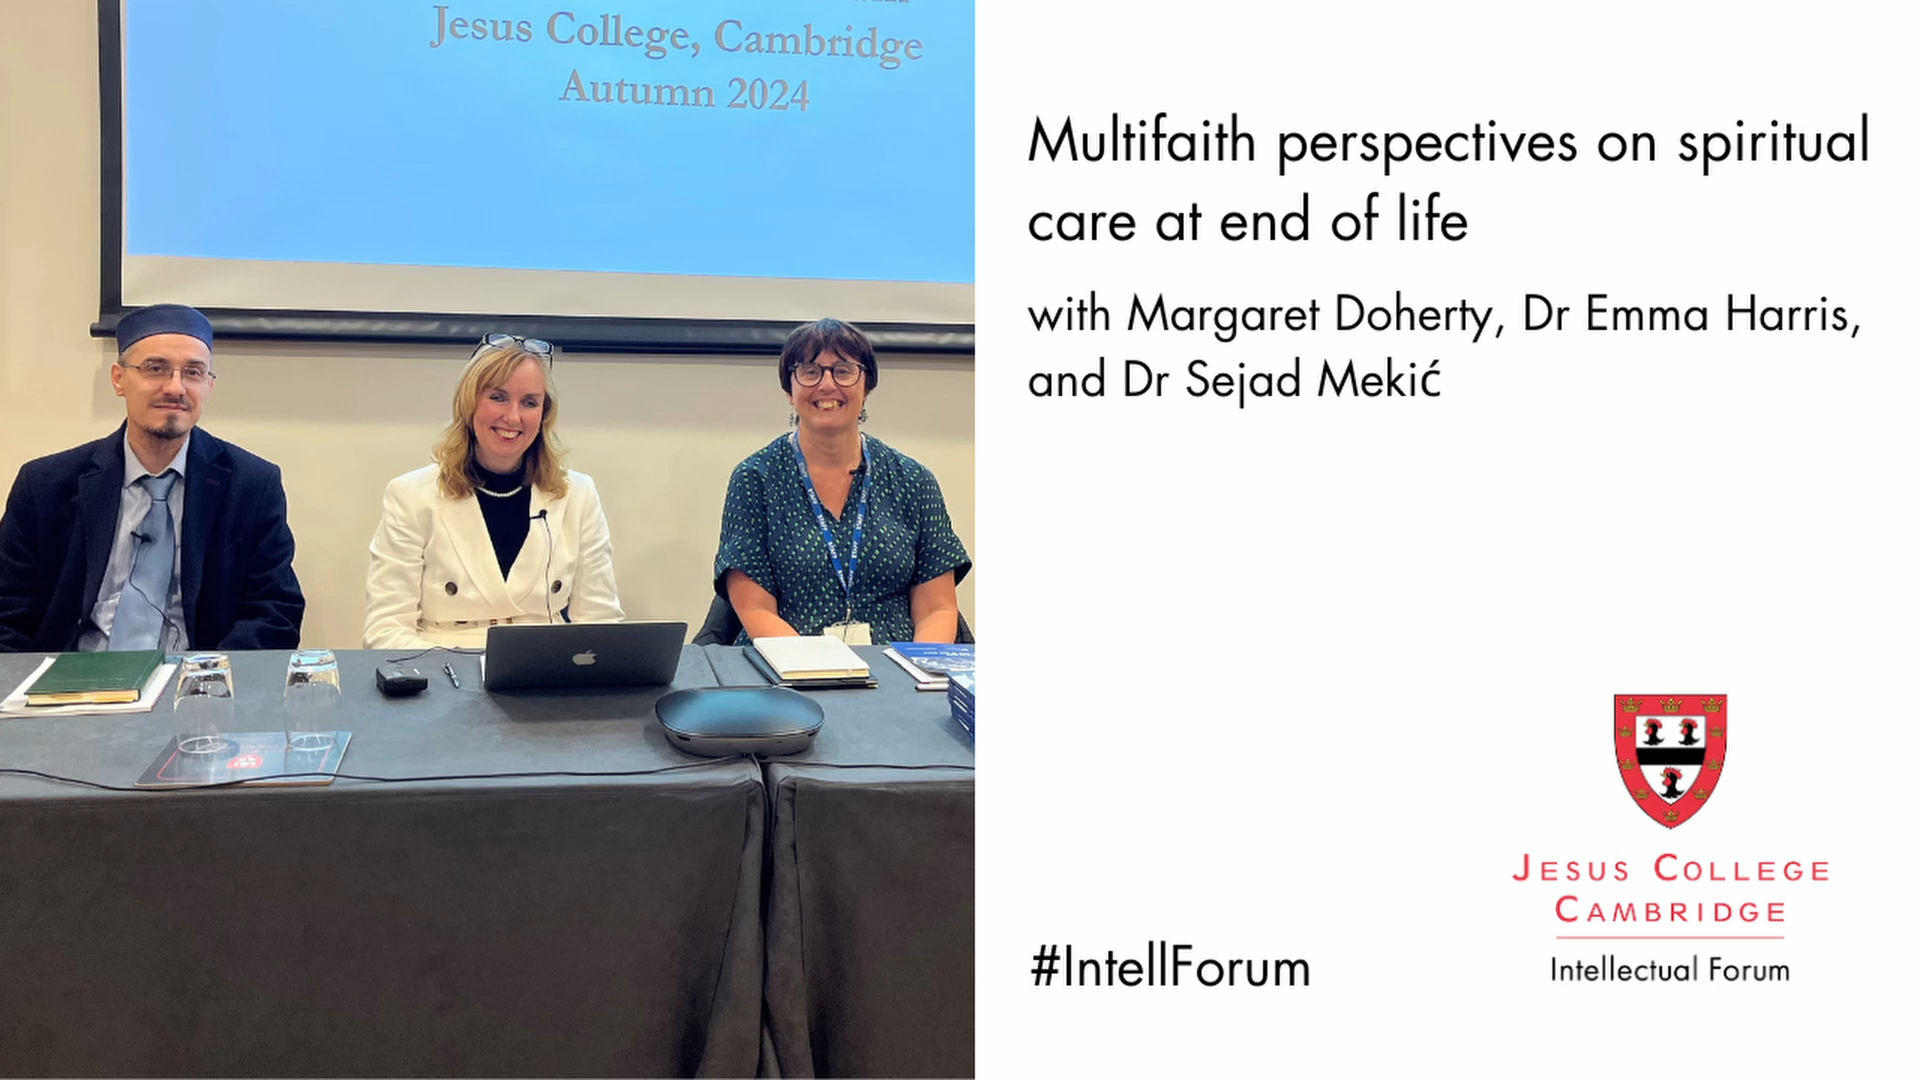 Jesus College, Cambridge
Autumn 2024
Multifaith perspectives on spiritual
care at end of life
with Margaret Doherty, Dr Emma Harris,
and Dr Sejad Mekić
#IntellForum
JESUS COLLEGE
CAMBRIDGE
Intellectual Forum